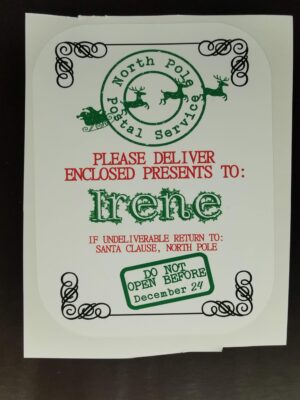 North Pole
Postal Service
PLEASE DELIVER
ENCLOSED PRESENTS TO:
Irene
IF UNDELIVERABLE RETURN TO:
SANTA CLAUSE, NORTH POLE
DO NOT
OPEN BEFORE
December 24